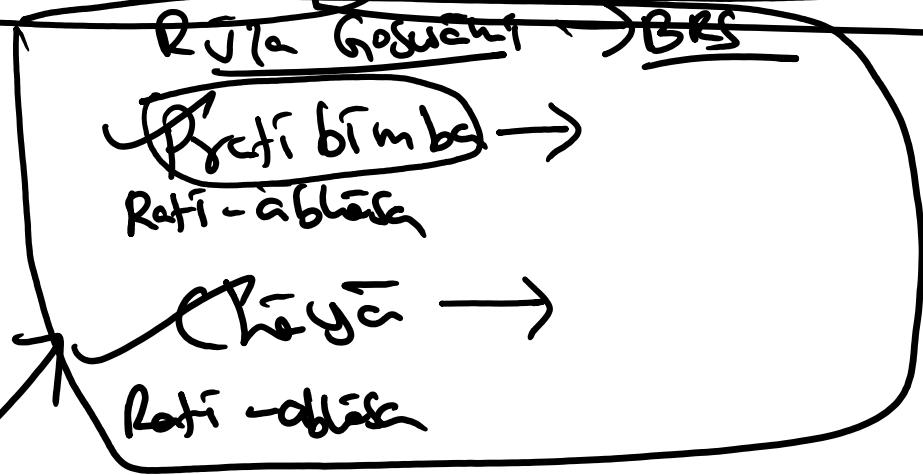 Rūpa Gosvāmī → BRS
Pratibimba →
Rati-ābhāsa
Chāyā →
Rati-ābhāsa